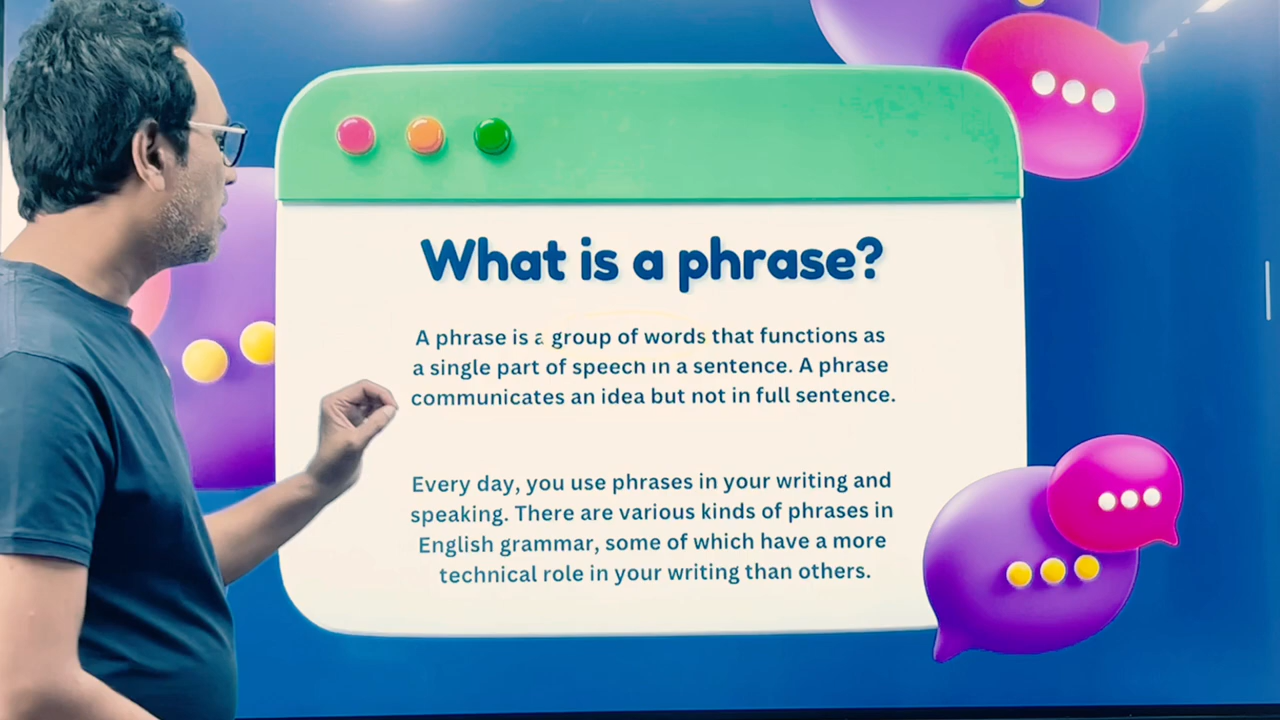 What is a phrase?
A phrase is a group of words that functions as
a single part of speech in a sentence. A phrase
communicates an idea but not in full sentence.
Every day, you use phrases in your writing and
speaking. There are various kinds of phrases in
English grammar, some of which have a more
technical role in your writing than others.